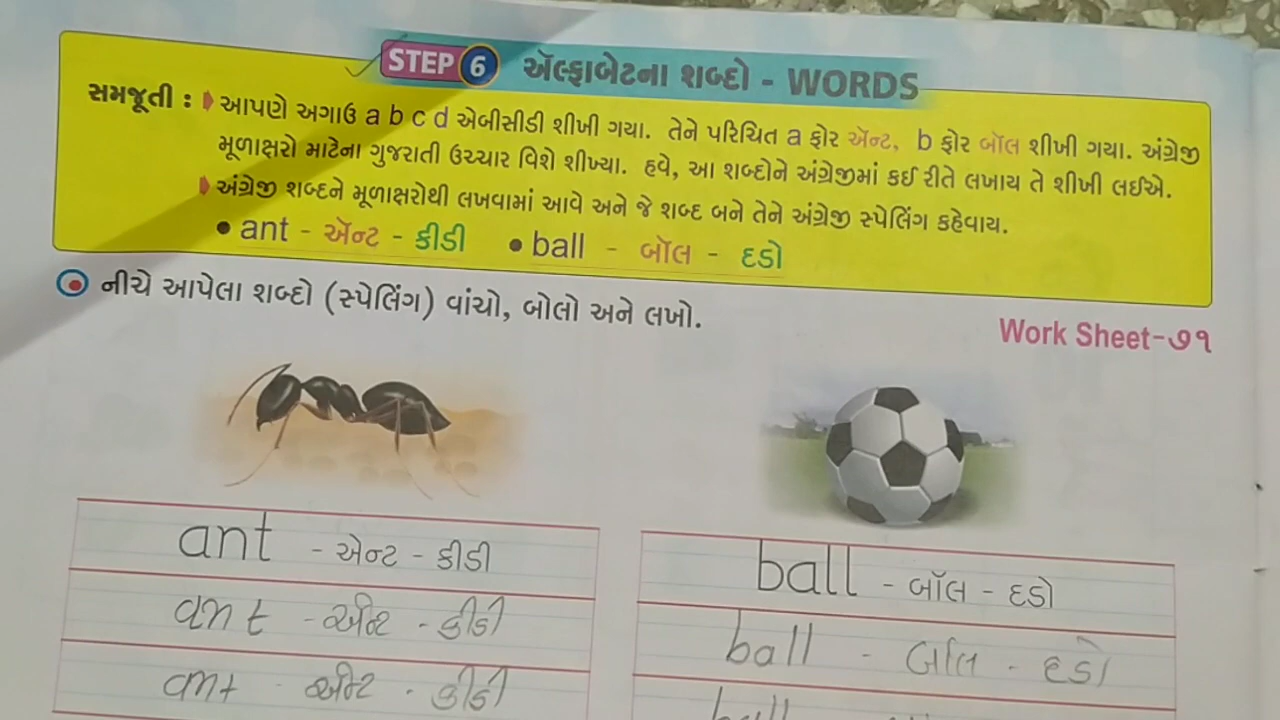 STEP 6 ઍલ્ફાબેટના શબ્દો - WORDS
સમજૂતી : આપણે અગાઉ a b c d એબીસીડી શીખી ગયા. તેને પરિચિત a ફોર ઍન્ટ, b ફોર બૉલ શીખી ગયા. અંગ્રેજી
મૂળાક્ષરો માટેના ગુજરાતી ઉચ્ચાર વિશે શીખ્યા. હવે, આ શબ્દોને અંગ્રેજીમાં કઈ રીતે લખાય તે શીખી લઈએ.
અંગ્રેજી શબ્દને મૂળાક્ષરોથી લખવામાં આવે અને જે શબ્દ બને તેને અંગ્રેજી સ્પેલિંગ કહેવાય.
• ant - ઍન્ટ - કીડી • ball - બૉલ - દડો
નીચે આપેલા શબ્દો (સ્પેલિંગ) વાંચો, બોલો અને લખો.
Work Sheet-૭૧
ant - એન્ટ - કીડી
ant - એન્ટ - કીડી
ant - એન્ટ - કીડી
ball - બૉલ - દડો
ball - બોલ - દડો
ball